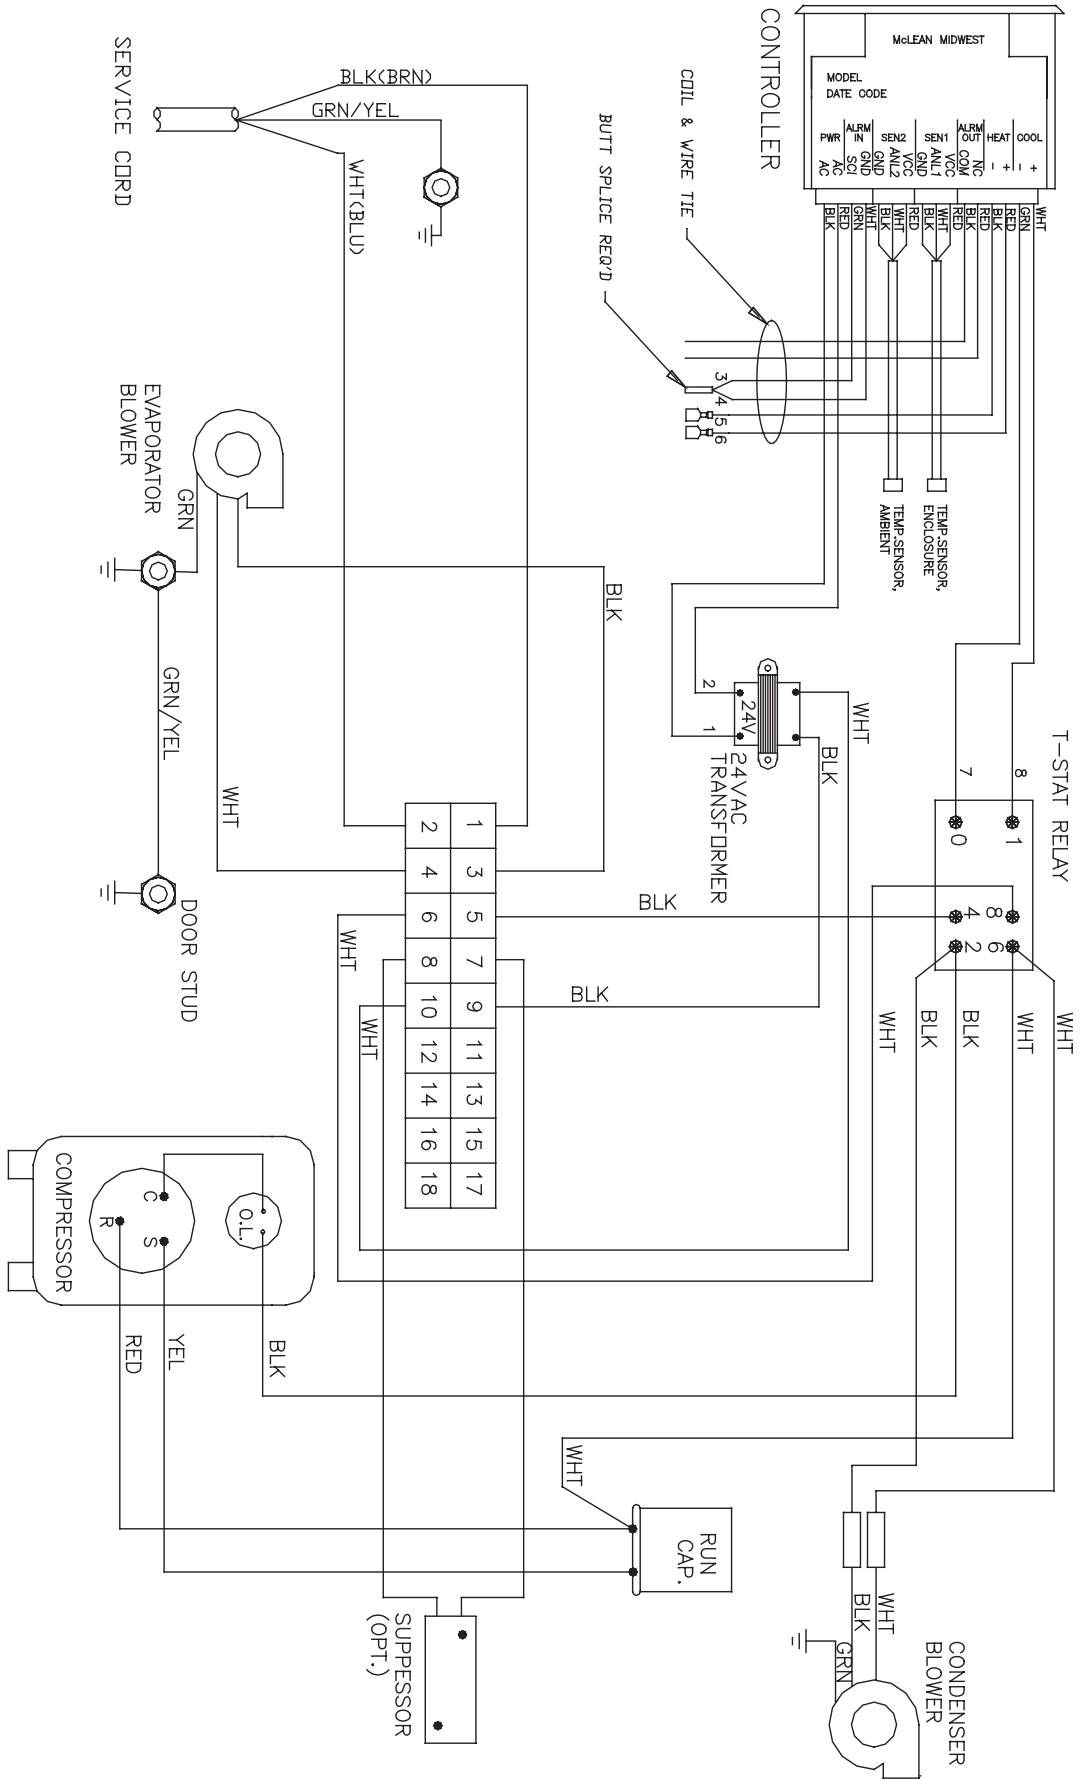 CONTROLLER
McLEAN MIDWEST
MODEL
DATE CODE
PWR
ALRM
IN
SEN2
SEN1
ALRM
OUT
HEAT
COOL
AC
AC
SCI
GND
GND
ANL2
VCC
GND
ANL1
VCC
COM
NC
-
+
-
+
BLK
RED
GRN
WHT
BLK
WHT
RED
BLK
WHT
RED
BLK
RED
BLK
RED
GRN
WHT
COIL & WIRE TIE
BUTT SPLICE REQ'D
3
4
5
6
TEMP.SENSOR,
AMBIENT
TEMP.SENSOR,
ENCLOSURE
SERVICE CORD
BLK(BRN)
GRN/YEL
WHT(BLU)
EVAPORATOR
BLOWER
GRN
BLK
WHT
GRN/YEL
DOOR STUD
2
1
24V
24VAC
TRANSFORMER
WHT
BLK
T-STAT RELAY
7
8
0
1
4
8
2
6
BLK
BLK
WHT
WHT
WHT
BLK
BLK
WHT
WHT
2
1
4
3
6
5
8
7
10
9
12
11
14
13
16
15
18
17
COMPRESSOR
C
R
S
O.L.
RED
YEL
BLK
WHT
RUN
CAP.
SUPPESSOR
(OPT.)
WHT
BLK
GRN
CONDENSER
BLOWER